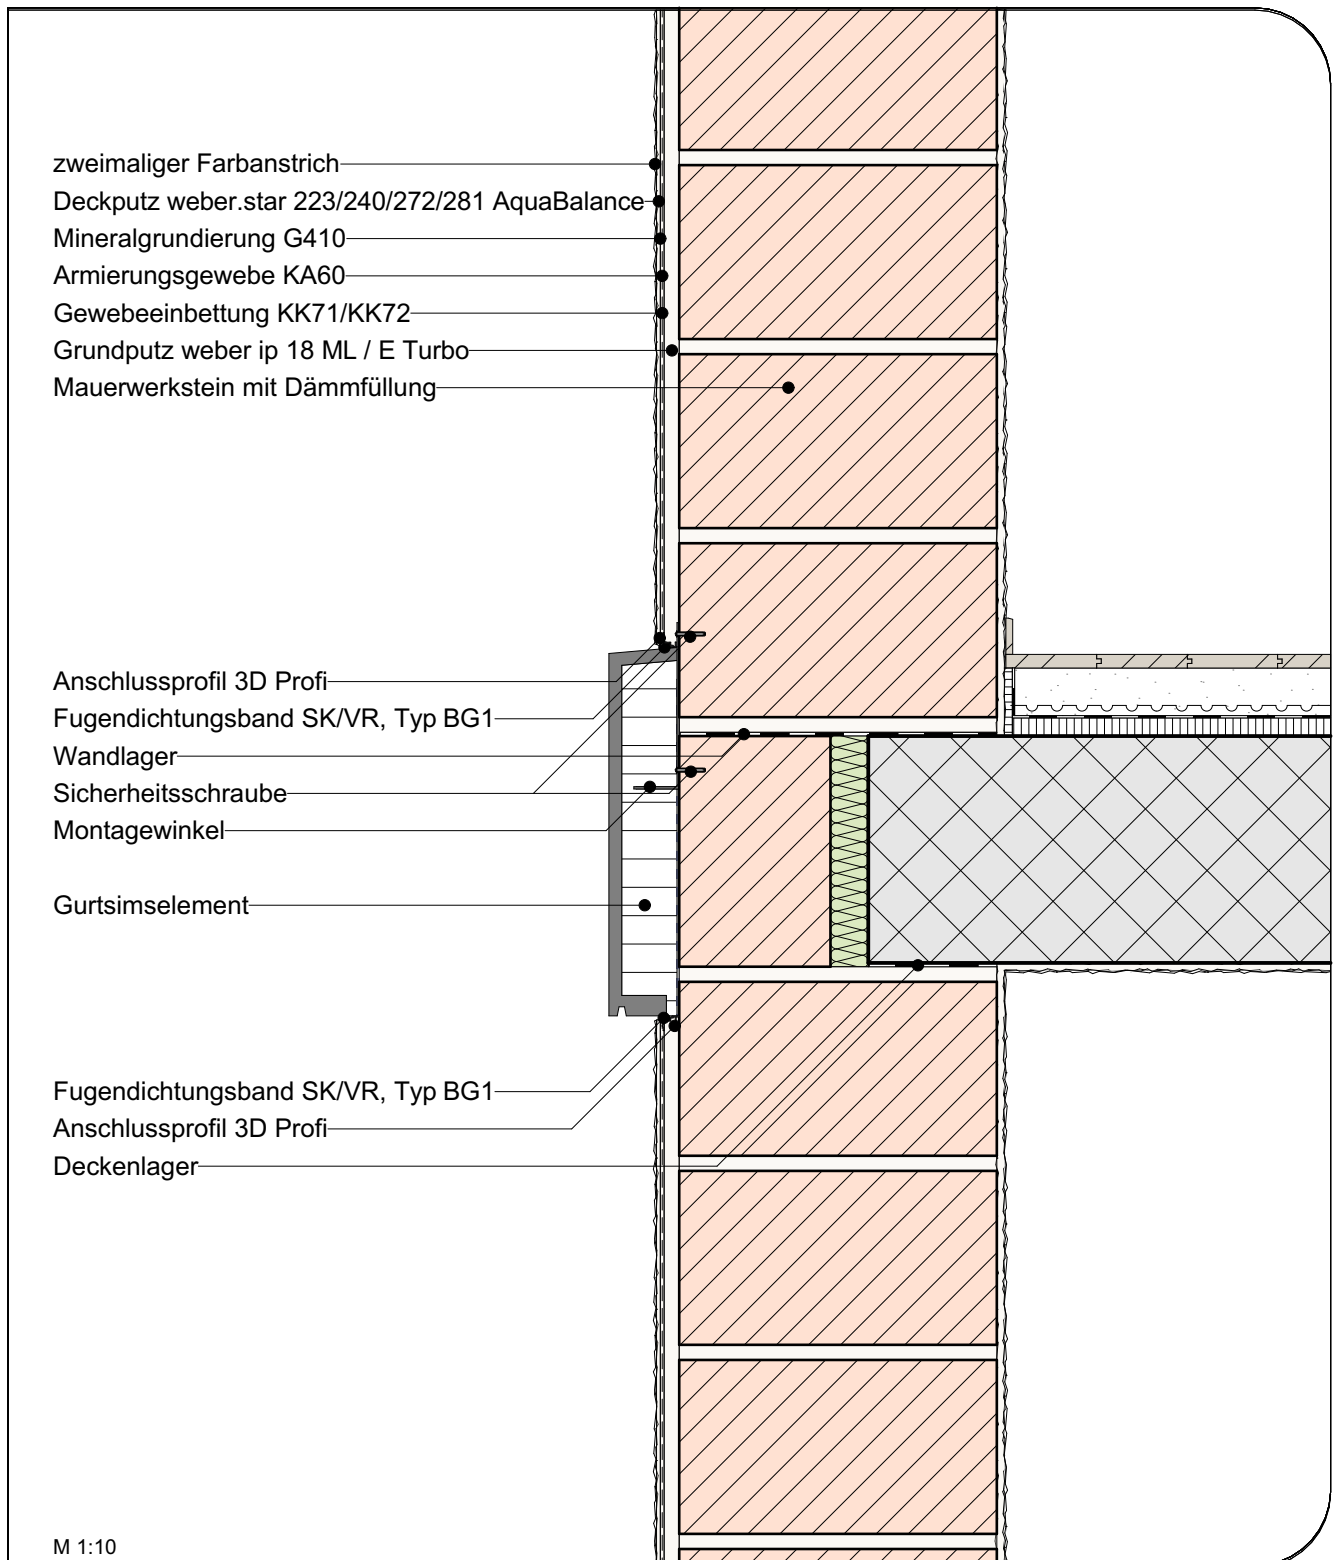 zweimaliger Farbanstrich
Deckputz weber.star 223/240/272/281 AquaBalance
Mineralgrundierung G410
Armierungsgewebe KA60
Gewebeeinbettung KK71/KK72
Grundputz weber ip 18 ML / E Turbo
Mauerwerkstein mit Dämmfüllung
Anschlussprofil 3D Profi
Fugendichtungsband SK/VR, Typ BG1
Wandlager
Sicherheitsschraube
Montagewinkel
Gurtsimselement
Fugendichtungsband SK/VR, Typ BG1
Anschlussprofil 3D Profi
Deckenlager
M 1:10